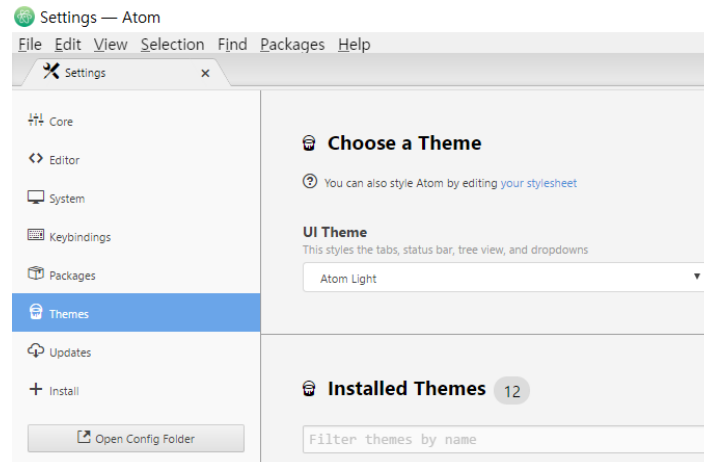 Settings — Atom
File Edit View Selection Find Packages Help
Settings
Core
Editor
System
Keybindings
Packages
Themes
Updates
Install
Open Config Folder
Choose a Theme
You can also style Atom by editing your stylesheet
UI Theme
This styles the tabs, status bar, tree view, and dropdowns
Atom Light
Installed Themes 12
Filter themes by name